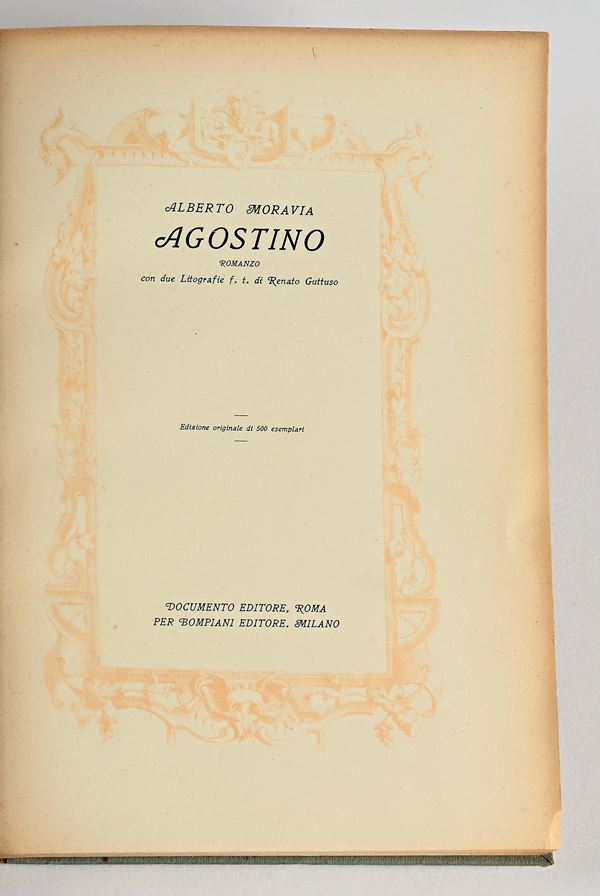 ALBERTO MORAVIA
AGOSTINO
ROMANZO
con due Litografie f. t. di Renato Guttuso
Edizione originale di 500 esemplari
DOCUMENTO EDITORE, ROMA
PER BOMPIANI EDITORE, MILANO